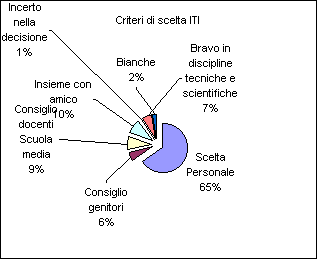 Criteri di scelta ITI
Incerto
nella
decisione
1%
Bianche
2%
Bravo in
discipline
tecniche e
scientifiche
7%
Insieme con
amico
10%
Consiglio
docenti
Scuola
media
9%
Consiglio
genitori
6%
Scelta
Personale
65%